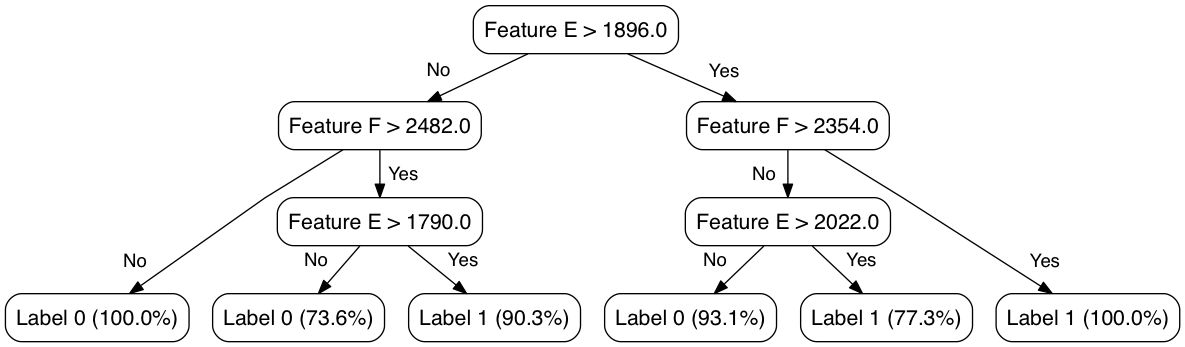 Feature E > 1896.0
No
Yes
Feature F > 2482.0
Feature F > 2354.0
Yes
No
Feature E > 1790.0
Feature E > 2022.0
No
No
Yes
No
Yes
Yes
Label 0 (100.0%)
Label 0 (73.6%)
Label 1 (90.3%)
Label 0 (93.1%)
Label 1 (77.3%)
Label 1 (100.0%)